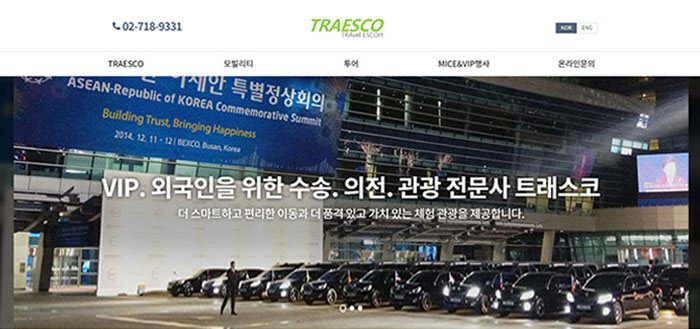 02-718-9331
TRAESCO
TRAvel ESCOrt
KOR ENG
TRAESCO 모빌리티 투어 MICE&VIP행사 온라인문의
특별정상회의
ASEAN-Republic of KOREA Commemorative Summit
Building Trust, Bringing Happiness
2014. 12. 11 - 12 / BEXCO, Busan, Korea
VIP. 외국인을 위한 수송. 의전. 관광 전문사 트래스코
더 스마트하고 편리한 이동과 더 품격 있고 가치 있는 체험 관광을 제공합니다.